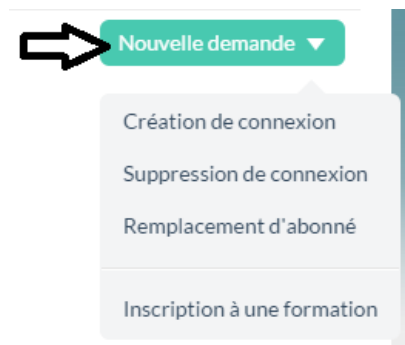 Nouvelle demande
Création de connexion
Suppression de connexion
Remplacement d'abonné
Inscription à une formation